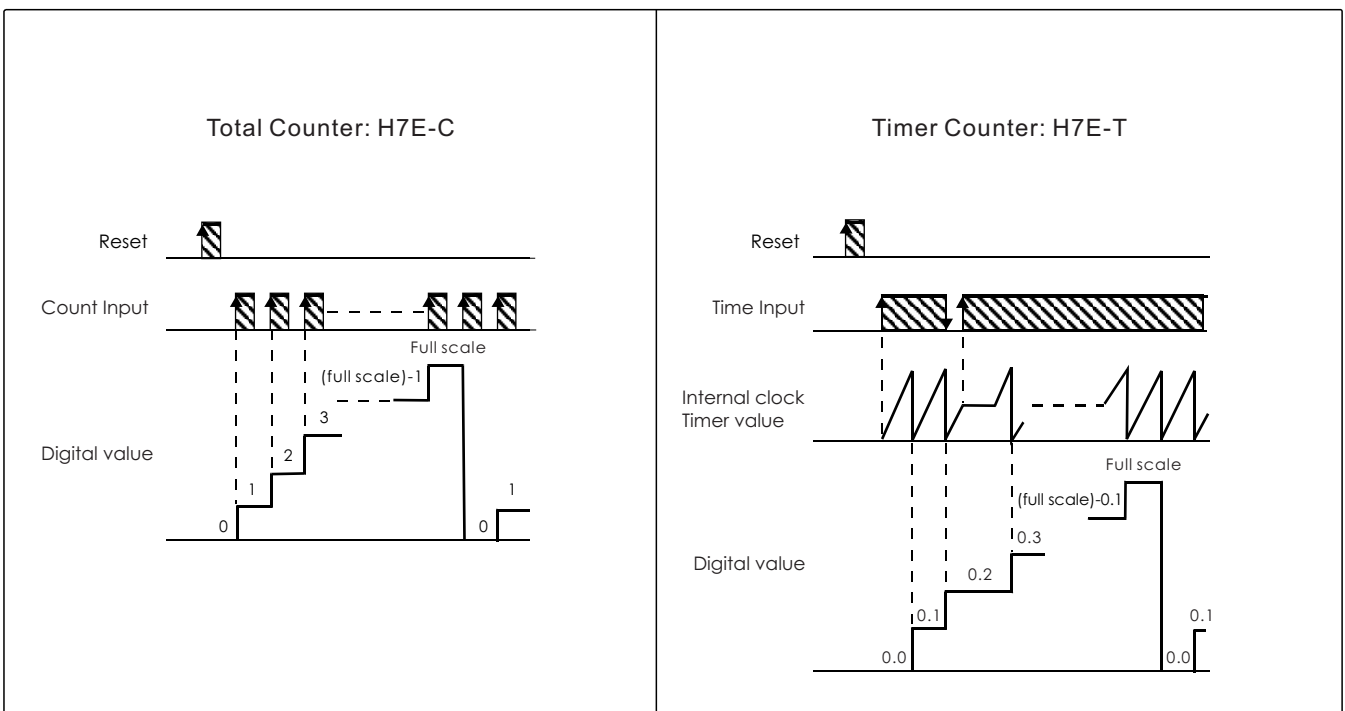 Total Counter: H7E-C
Reset
Count Input
Full scale
(full scale)-1
3
Digital value
2
1
1
0
0
Timer Counter: H7E-T
Reset
Time Input
Internal clock
Timer value
Full scale
(full scale)-0.1
0.3
Digital value
0.2
0.1
0.1
0.0
0.0